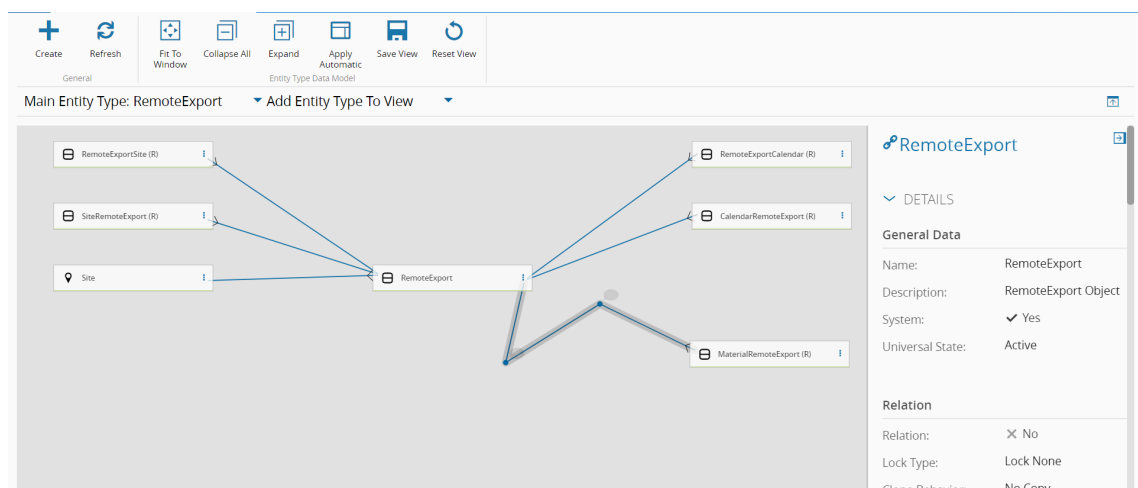 Create
Refresh
Fit To
Window
Collapse All
Expand
Apply
Automatic
Save View
Reset View
General
Entity Type Data Model
Main Entity Type: RemoteExport
Add Entity Type To View
RemoteExportSite (R)
SiteRemoteExport (R)
Site
RemoteExport
RemoteExportCalendar (R)
CalendarRemoteExport (R)
MaterialRemoteExport (R)
RemoteExport
DETAILS
General Data
Name: RemoteExport
Description: RemoteExport Object
System: Yes
Universal State: Active
Relation
Relation: No
Lock Type: Lock None
No Copy